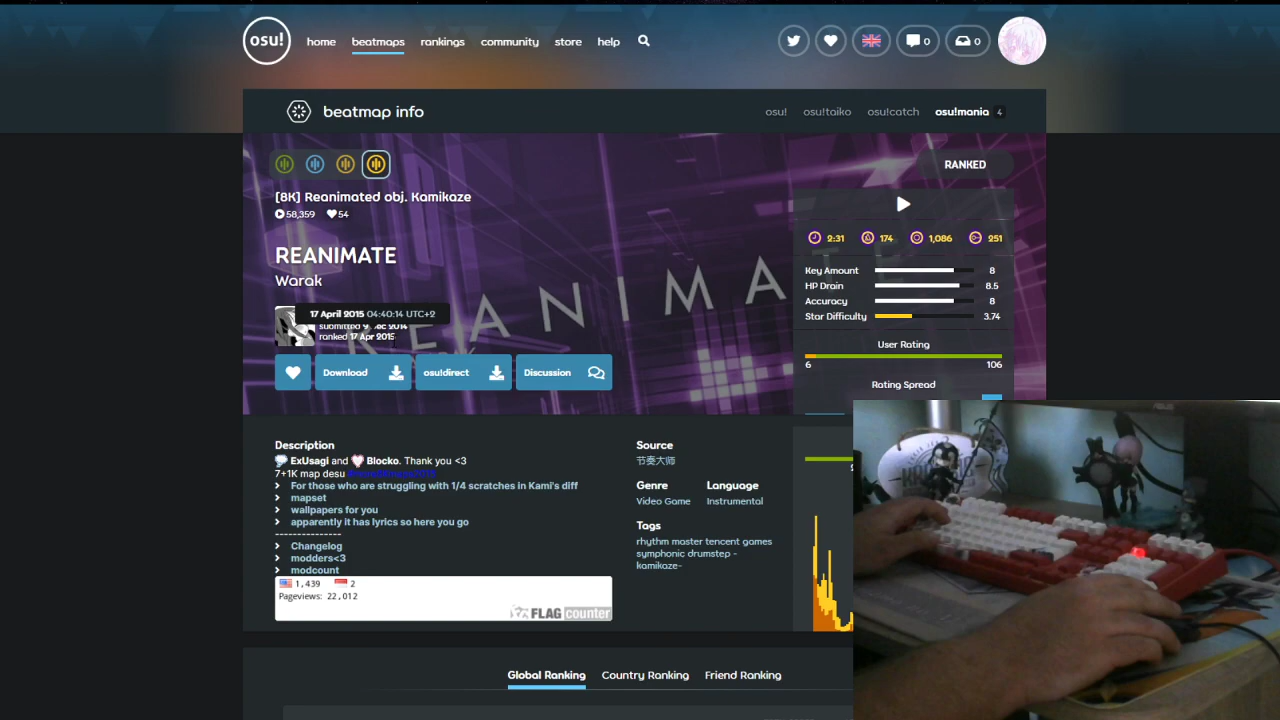 osu!
home
beatmaps
rankings
community
store
help
0
0
beatmap info
osu!
osu!taiko
osu!catch
osu!mania 4
RANKED
[8K] Reanimated obj. Kamikaze
58,359 54
2:31 174 1,086 251
REANIMATE
Warak
REANIMATE
Key Amount 8
HP Drain 8.5
Accuracy 8
Star Difficulty 3.74
17 April 2015 04:40:14 UTC+2
submitted 2014
ranked 17 Apr 2015
User Rating
6 106
Rating Spread
Download
osu!direct
Discussion
Description
ExUsagi and Blocko. Thank you <3
7+1K map desu
For those who are struggling with 1/4 scratches in Kami's diff
mapset
wallpapers for you
apparently it has lyrics so here you go
---------------
Changelog
modders<3
modcount
1,439 2
Pageviews: 22,012
FLAG counter
Source
节奏大师
Genre
Language
Video Game
Instrumental
Tags
rhythm master tencent games
symphonic drumstep -
kamikaze-
Global Ranking
Country Ranking
Friend Ranking